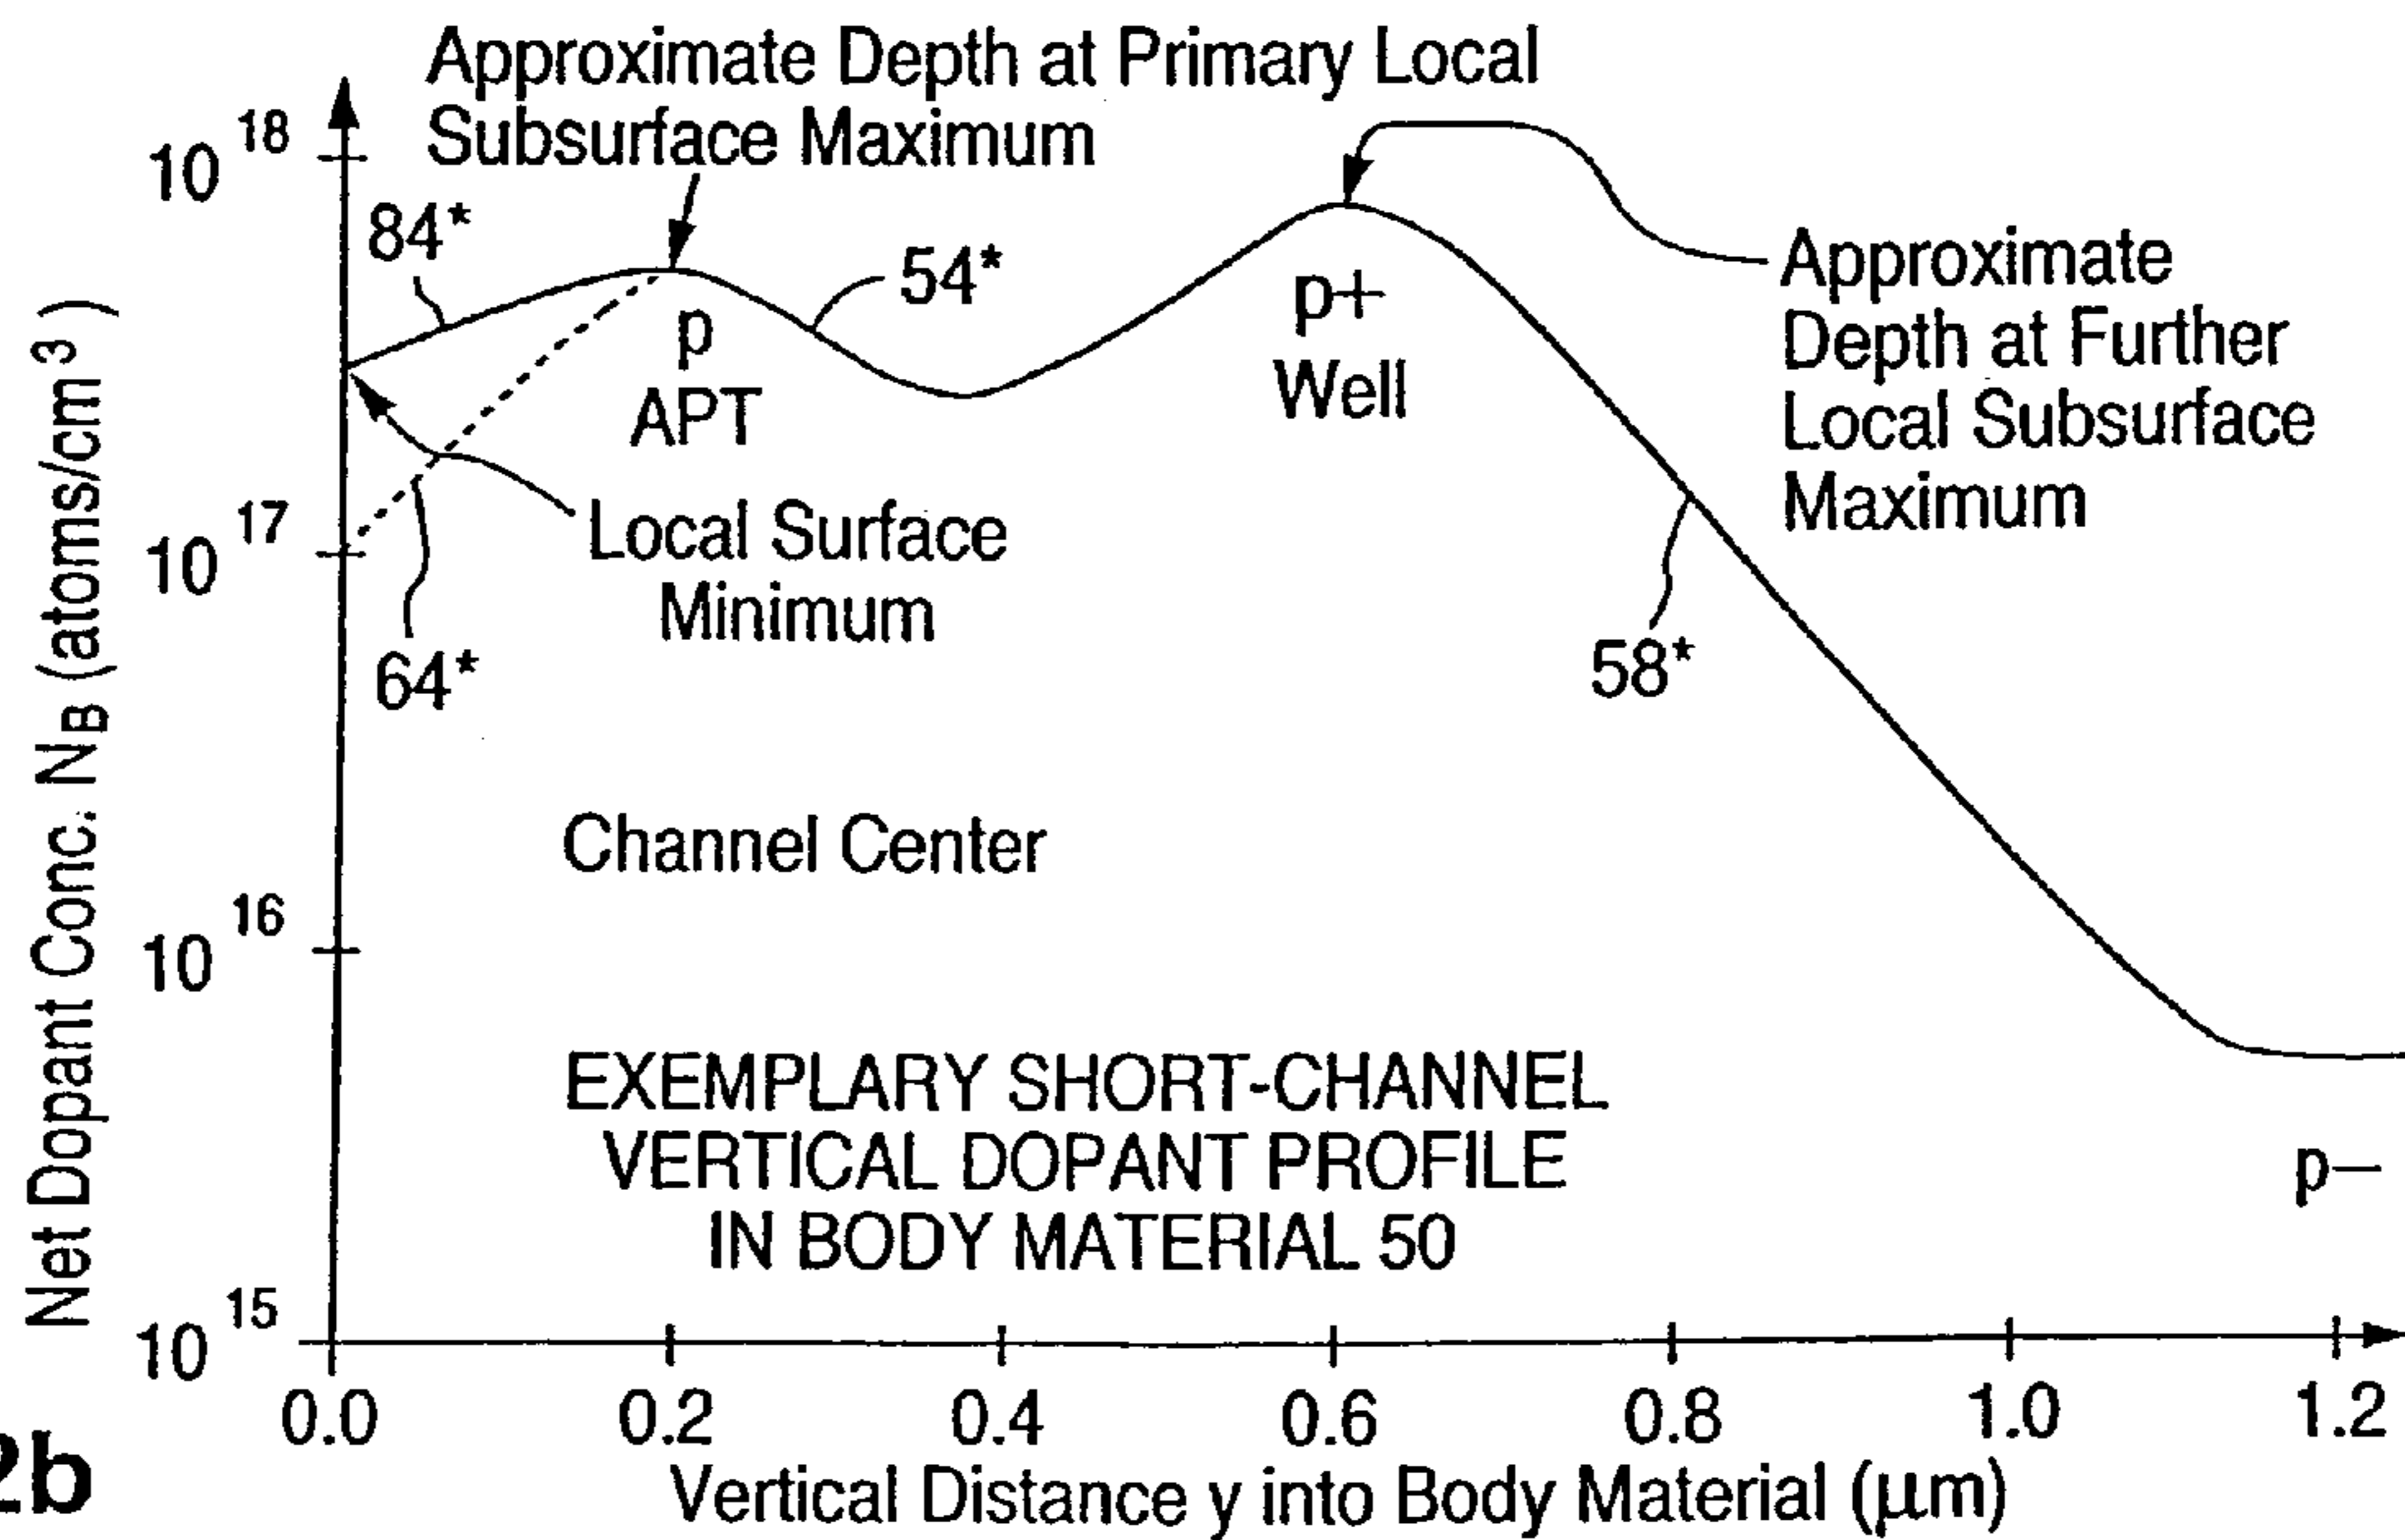 Approximate Depth at Primary Local
Subsurface Maximum
10 18
84*
54*
p
APT
p+
Well
Approximate
Depth at Further
Local Subsurface
Maximum
10 17
Local Surface
Minimum
64*
58*
Channel Center
10 16
EXEMPLARY SHORT-CHANNEL
VERTICAL DOPANT PROFILE
IN BODY MATERIAL 50
p−
10 15
0.0 0.2 0.4 0.6 0.8 1.0 1.2
Vertical Distance y into Body Material (μm)
Net Dopant Conc. NB (atoms/cm3)
2b